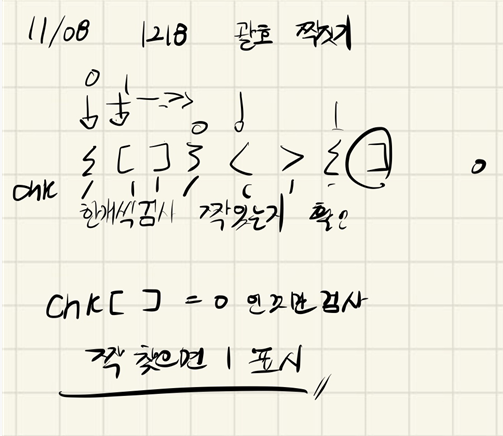 11/08 1218 괄호 짝짓기
0 1
0 1
{ [ ] } < > { ] 0
chk
한개씩검사 짝있는지 확인
chk[ ] = 0 인것만검사
짝 찾으면 1 표시